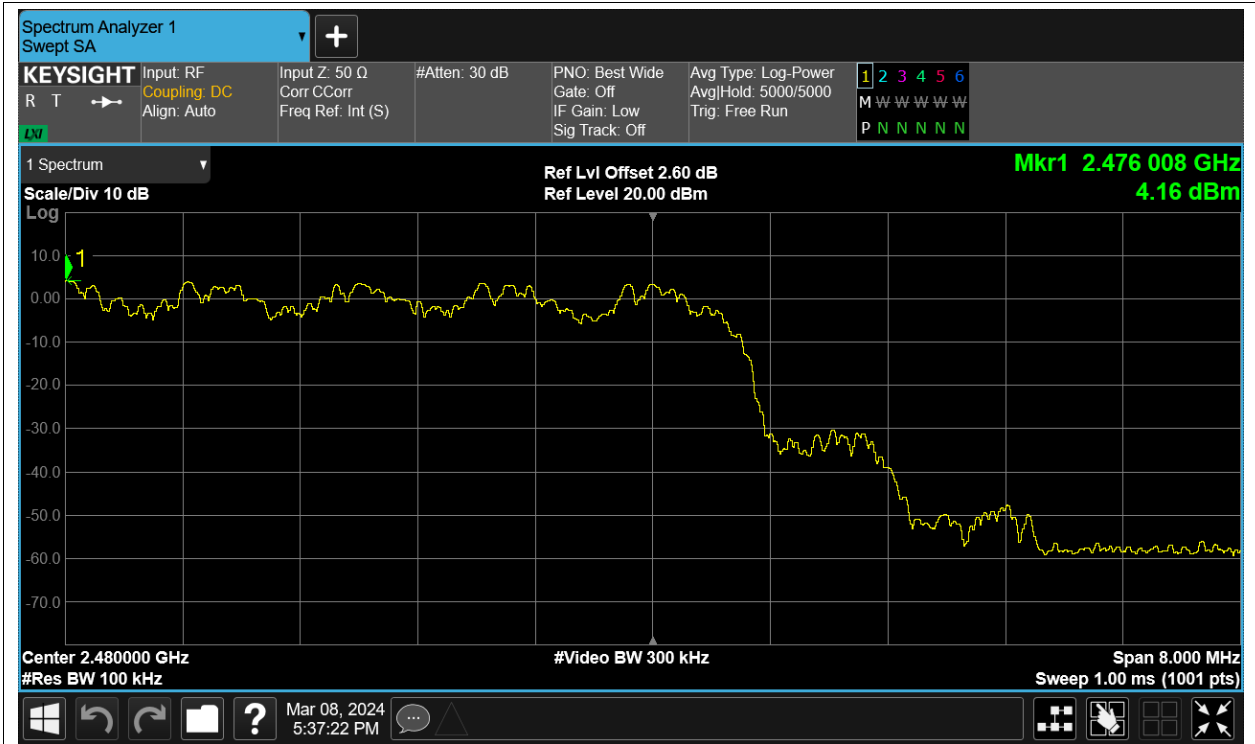 Spectrum Analyzer 1
Swept SA
KEYSIGHT
R T
LXI
Input: RF
Coupling: DC
Align: Auto
Input Z: 50 Ω
Corr CCorr
Freq Ref: Int (S)
#Atten: 30 dB
PNO: Best Wide
Gate: Off
IF Gain: Low
Sig Track: Off
Avg Type: Log-Power
Avg|Hold: 5000/5000
Trig: Free Run
1 2 3 4 5 6
M W W W W W
P N N N N N
1 Spectrum
Scale/Div 10 dB
Log
Ref Lvl Offset 2.60 dB
Ref Level 20.00 dBm
Mkr1 2.476 008 GHz
4.16 dBm
1
10.0
0.00
-10.0
-20.0
-30.0
-40.0
-50.0
-60.0
-70.0
Center 2.480000 GHz
#Res BW 100 kHz
#Video BW 300 kHz
Span 8.000 MHz
Sweep 1.00 ms (1001 pts)
?
Mar 08, 2024
5:37:22 PM